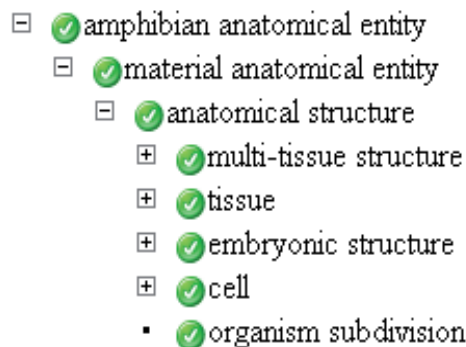 amphibian anatomical entity
material anatomical entity
anatomical structure
multi-tissue structure
tissue
embryonic structure
cell
organism subdivision